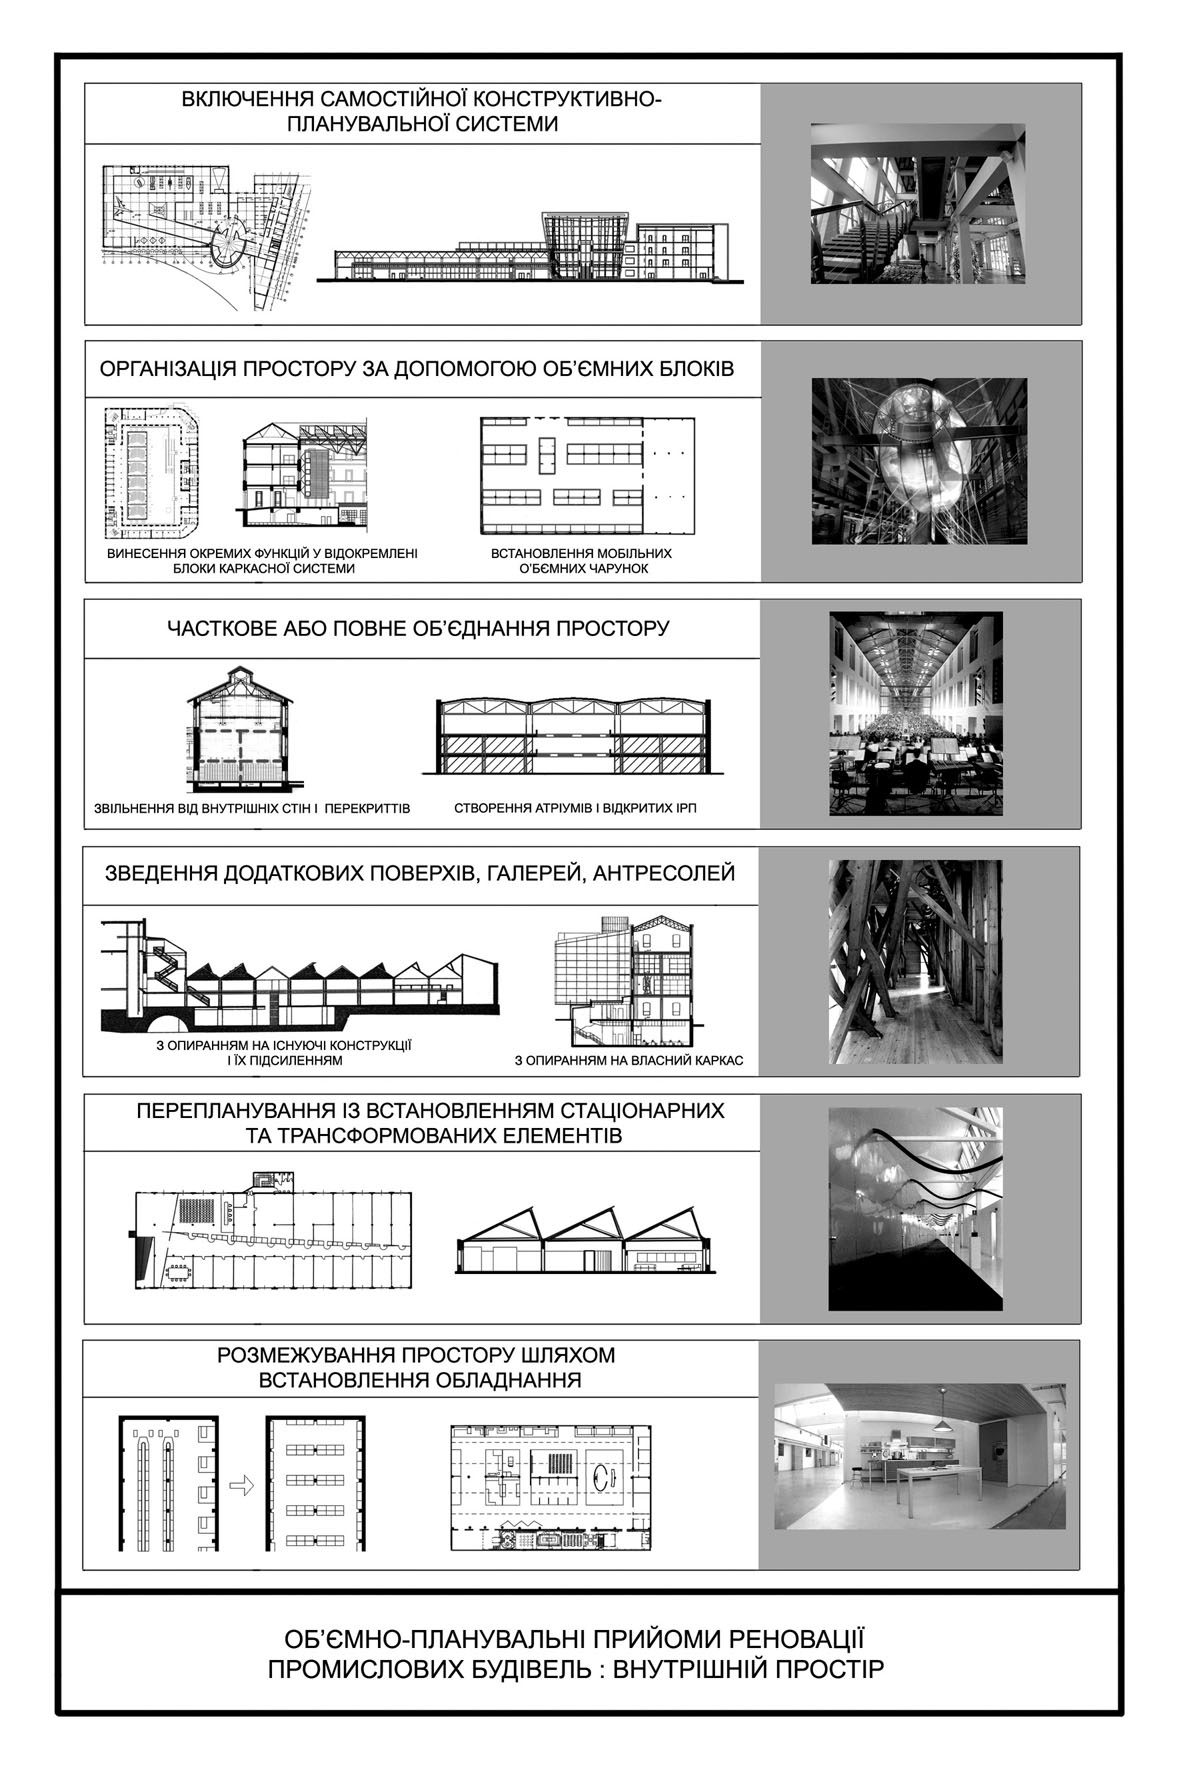 ВКЛЮЧЕННЯ САМОСТІЙНОЇ КОНСТРУКТИВНО-
ПЛАНУВАЛЬНОЇ СИСТЕМИ
ОРГАНІЗАЦІЯ ПРОСТОРУ ЗА ДОПОМОГОЮ ОБ'ЄМНИХ БЛОКІВ
ВИНЕСЕННЯ ОКРЕМИХ ФУНКЦІЙ У ВІДОКРЕМЛЕНІ
БЛОКИ КАРКАСНОЇ СИСТЕМИ
ВСТАНОВЛЕННЯ МОБІЛЬНИХ
О'БЄМНИХ ЧАРУНОК
ЧАСТКОВЕ АБО ПОВНЕ ОБ'ЄДНАННЯ ПРОСТОРУ
ЗВІЛЬНЕННЯ ВІД ВНУТРІШНІХ СТІН І ПЕРЕКРИТТІВ
СТВОРЕННЯ АТРІУМІВ І ВІДКРИТИХ ІРП
ЗВЕДЕННЯ ДОДАТКОВИХ ПОВЕРХІВ, ГАЛЕРЕЙ, АНТРЕСОЛЕЙ
З ОПИРАННЯМ НА ІСНУЮЧІ КОНСТРУКЦІЇ
І ЇХ ПІДСИЛЕННЯМ
З ОПИРАННЯМ НА ВЛАСНИЙ КАРКАС
ПЕРЕПЛАНУВАННЯ ІЗ ВСТАНОВЛЕННЯМ СТАЦІОНАРНИХ
ТА ТРАНСФОРМОВАНИХ ЕЛЕМЕНТІВ
РОЗМЕЖУВАННЯ ПРОСТОРУ ШЛЯХОМ
ВСТАНОВЛЕННЯ ОБЛАДНАННЯ
ОБ'ЄМНО-ПЛАНУВАЛЬНІ ПРИЙОМИ РЕНОВАЦІЇ
ПРОМИСЛОВИХ БУДІВЕЛЬ : ВНУТРІШНІЙ ПРОСТІР